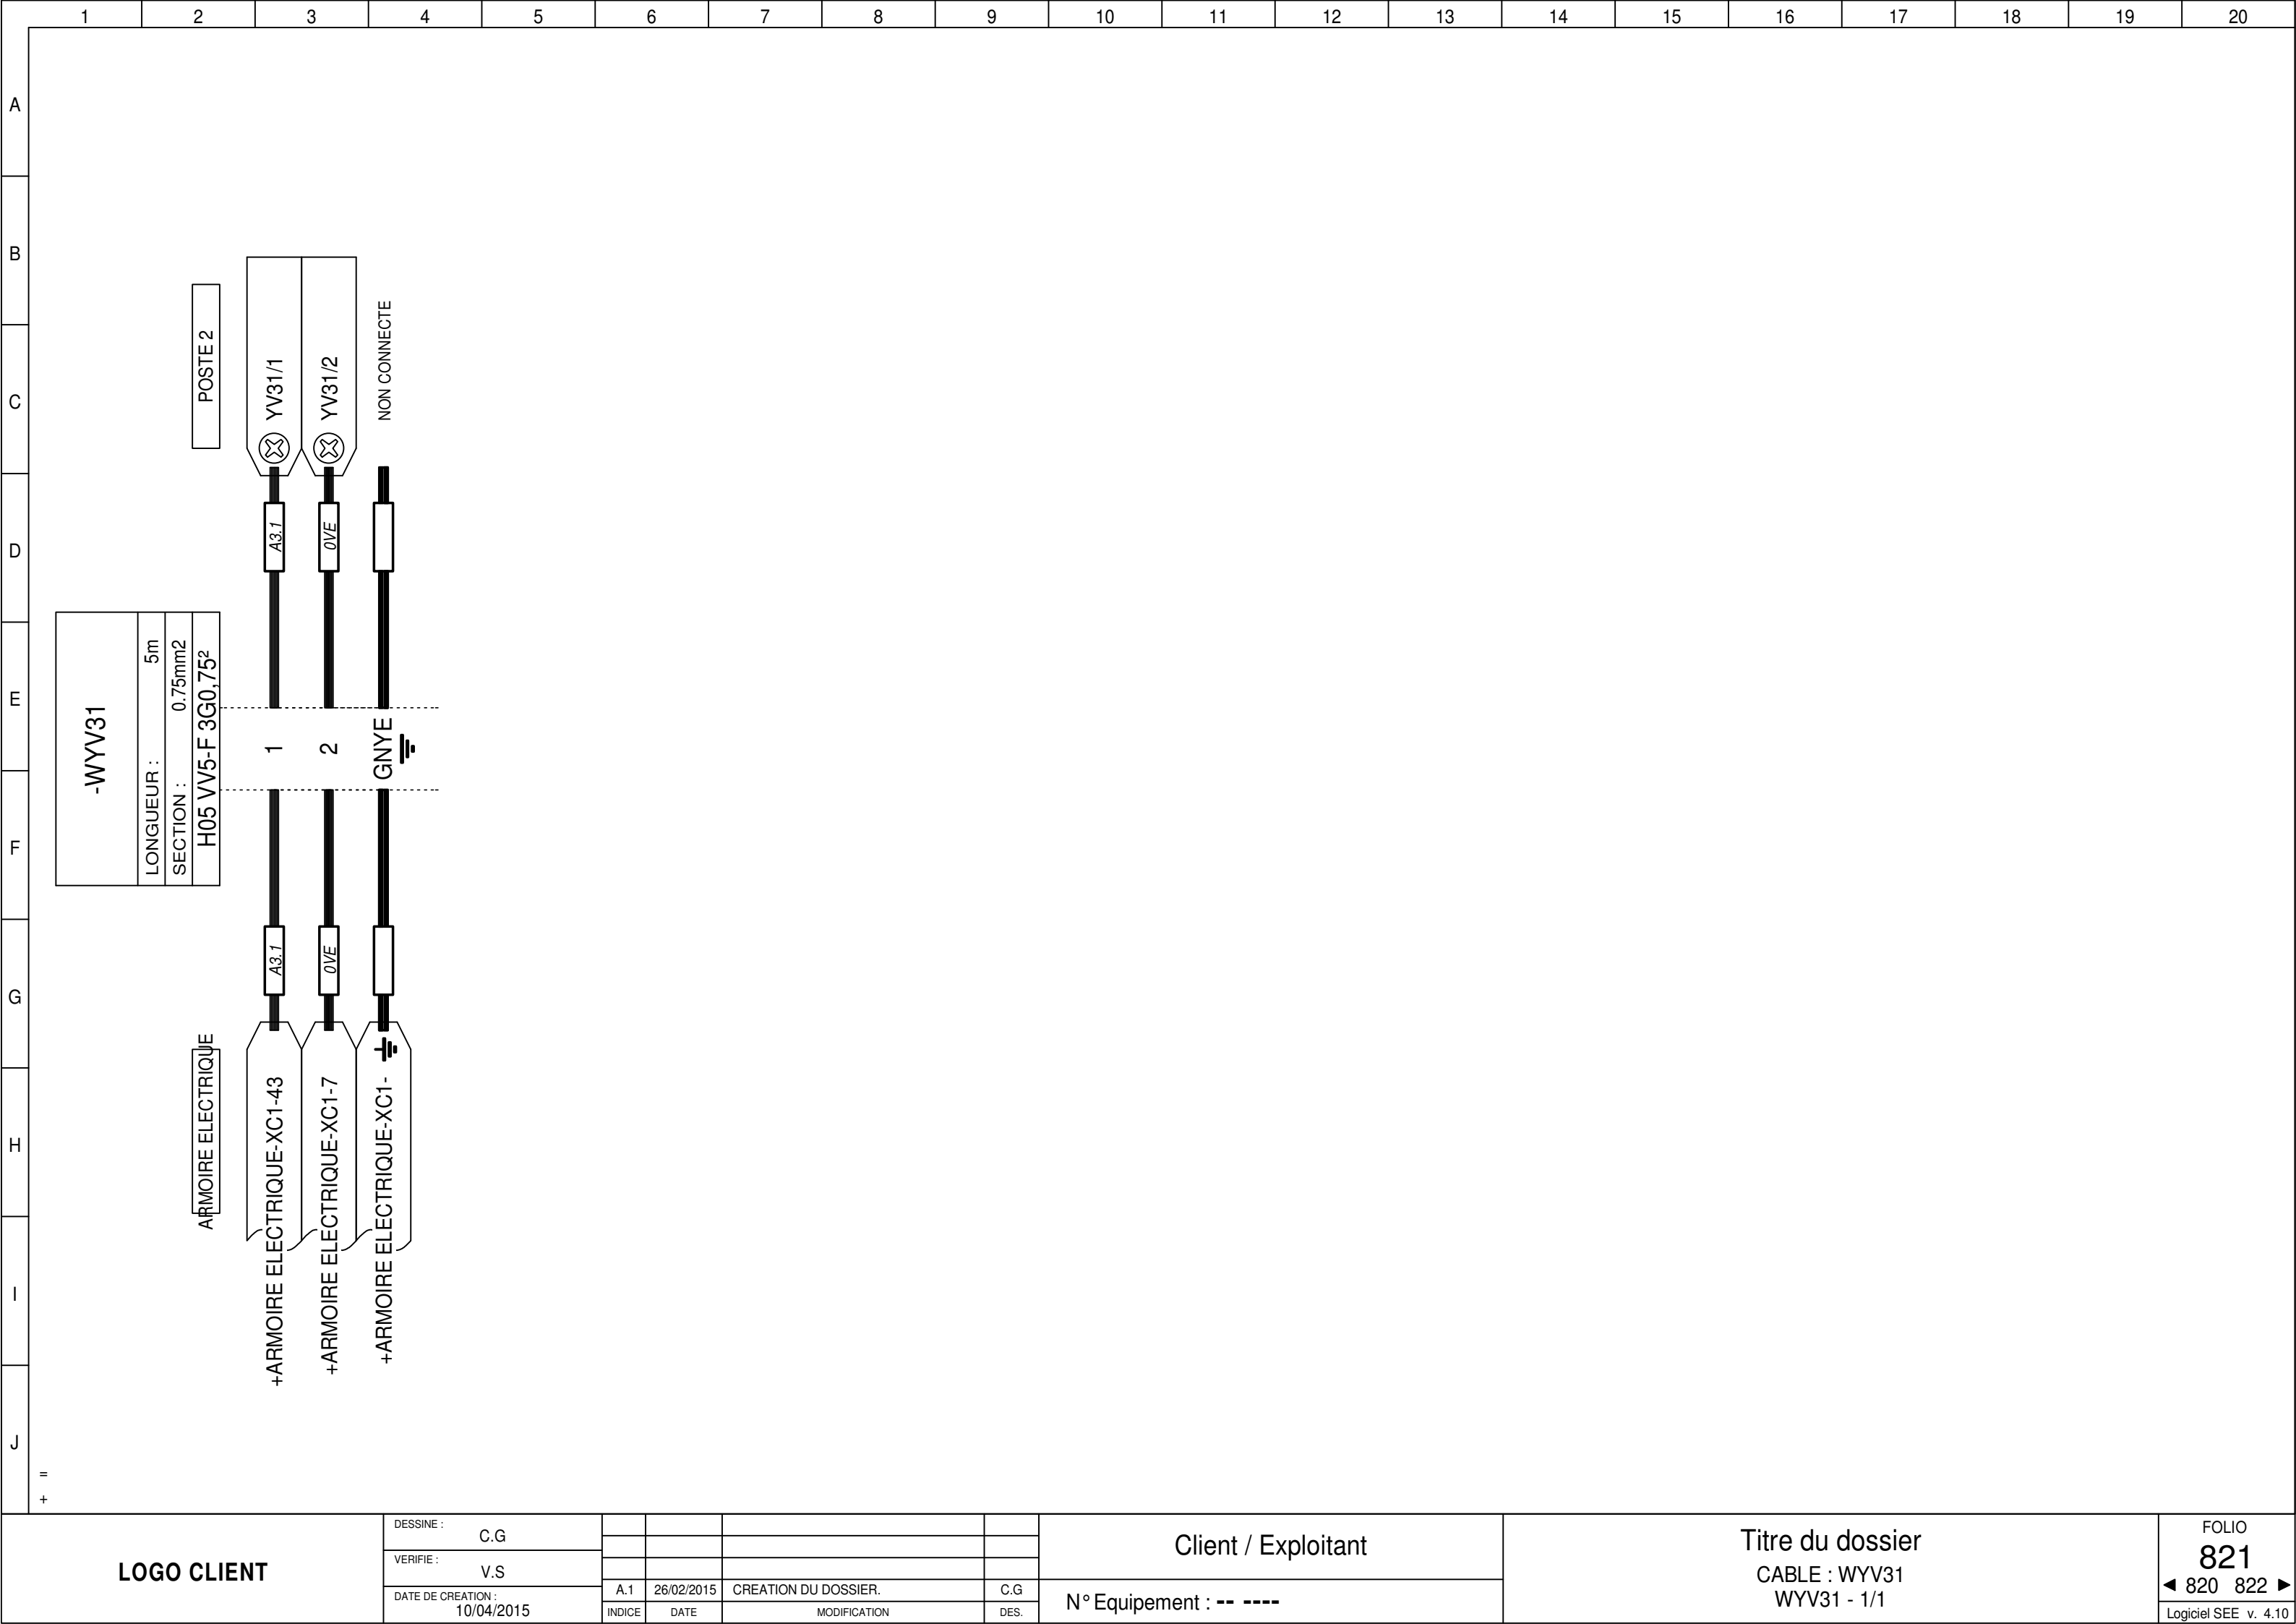 1 2 3 4 5 6 7 8 9 10 11 12 13 14 15 16 17 18 19 20
A
B
C
D
E
F
G
H
I
J
POSTE 2
YV31/1
YV31/2
NON CONNECTE
A3.1
0VE
-WYV31
LONGUEUR : 5m
SECTION : 0.75mm2
H05 VV5-F 3G0,75²
1
2
GNYE
A3.1
0VE
ARMOIRE ELECTRIQUE
+ARMOIRE ELECTRIQUE-XC1-43
+ARMOIRE ELECTRIQUE-XC1-7
+ARMOIRE ELECTRIQUE-XC1-
=
+
LOGO CLIENT
DESSINE :
C.G
VERIFIE :
V.S
DATE DE CREATION :
10/04/2015
A.1 26/02/2015 CREATION DU DOSSIER. C.G
INDICE DATE MODIFICATION DES.
Client / Exploitant
N° Equipement : -- ----
Titre du dossier
CABLE : WYV31
WYV31 - 1/1
FOLIO
821
◄ 820 822 ►
Logiciel SEE v. 4.10